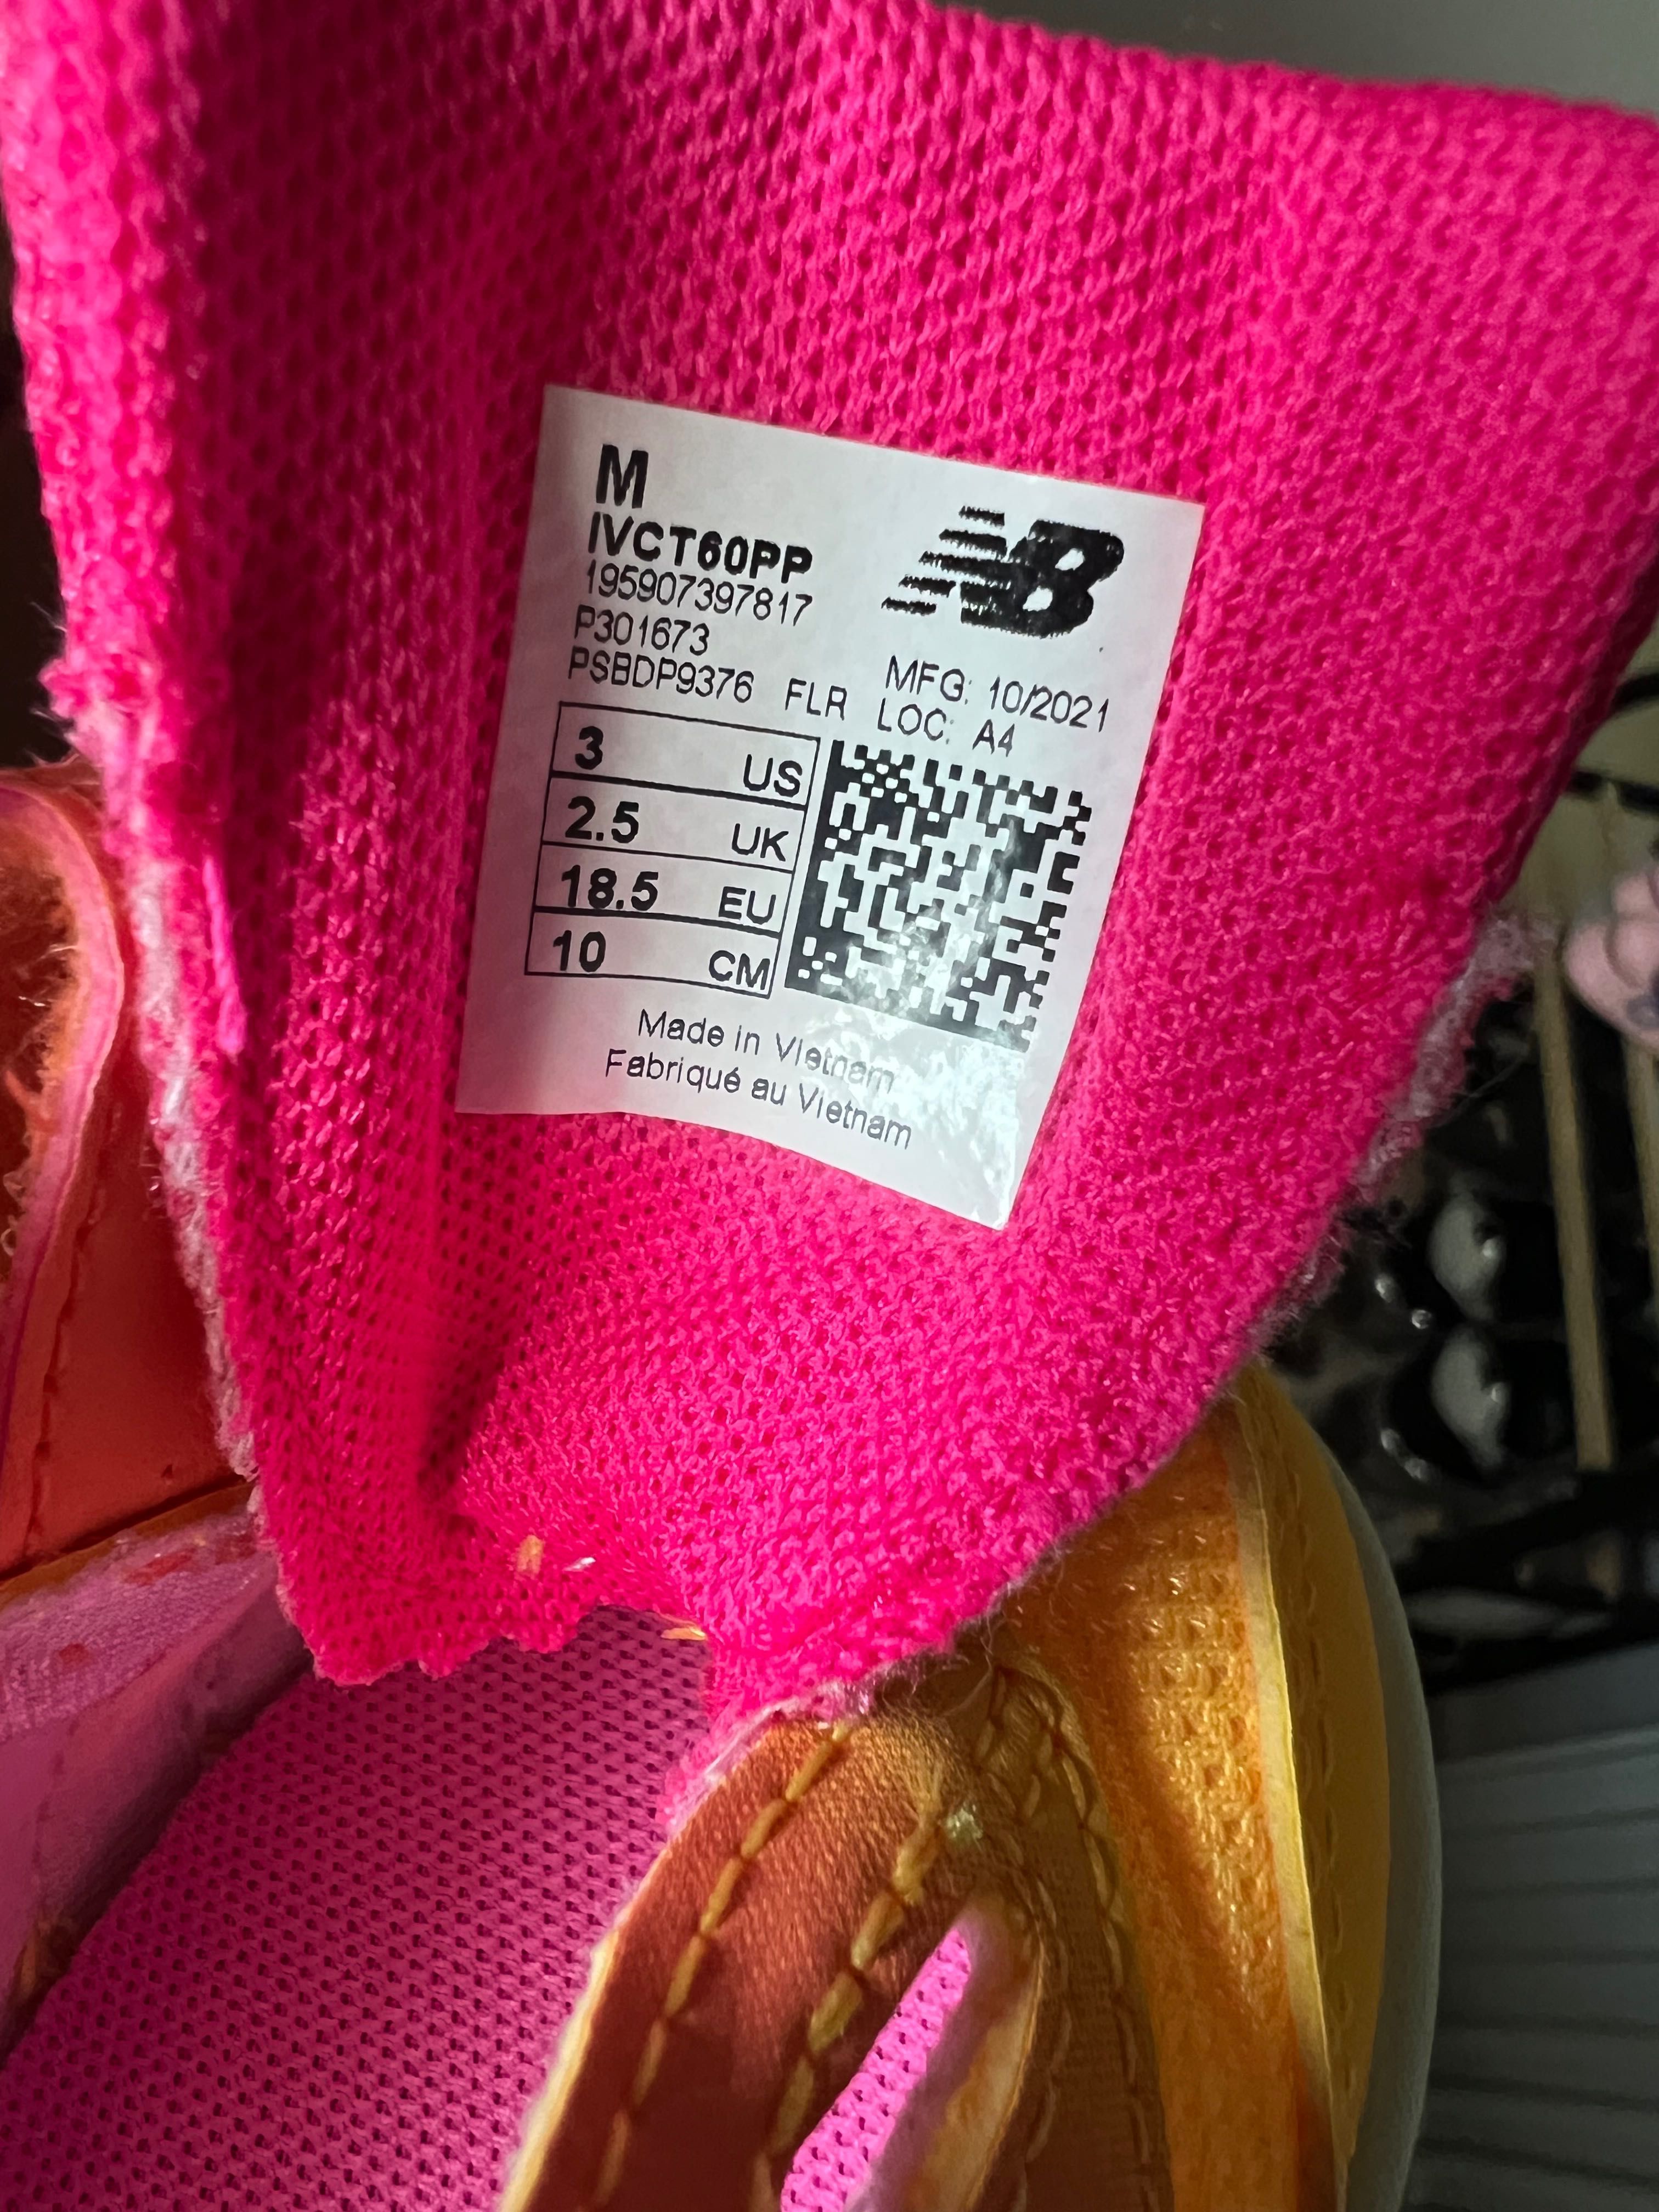 M
IVCT60PP
195907397817
P301673
PSBDP9376 FLR
NB
MFG: 10/2021
LOC: A4
3 US
2.5 UK
18.5 EU
10 CM
Made in Vietnam
Fabriqué au Vietnam